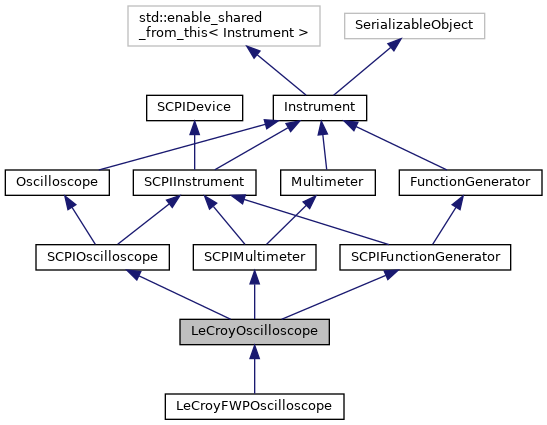 std::enable_shared
_from_this< Instrument >
SerializableObject
SCPIDevice
Instrument
Oscilloscope
SCPIInstrument
Multimeter
FunctionGenerator
SCPIOscilloscope
SCPIMultimeter
SCPIFunctionGenerator
LeCroyOscilloscope
LeCroyFWPOscilloscope